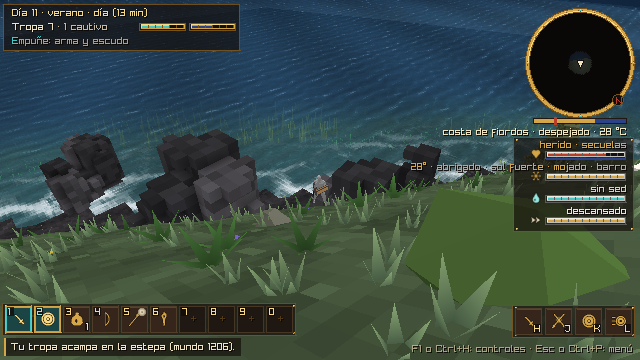 Día 11 · verano · día (13 min)
Tropa 7 · 1 cautivo
Empuñe: arma y escudo
N
costa de fiordos · despejado · 28 °C
herido · secuelas
28° · abrigado · sol fuerte · mojado · barro
sin sed
descansado
1 2 3 1 4 5 6 7 8 9 0
H J K L
Tu tropa acampa en la estepa (mundo 1206).
F1 o Ctrl+H: controles · Esc o Ctrl+P: menú